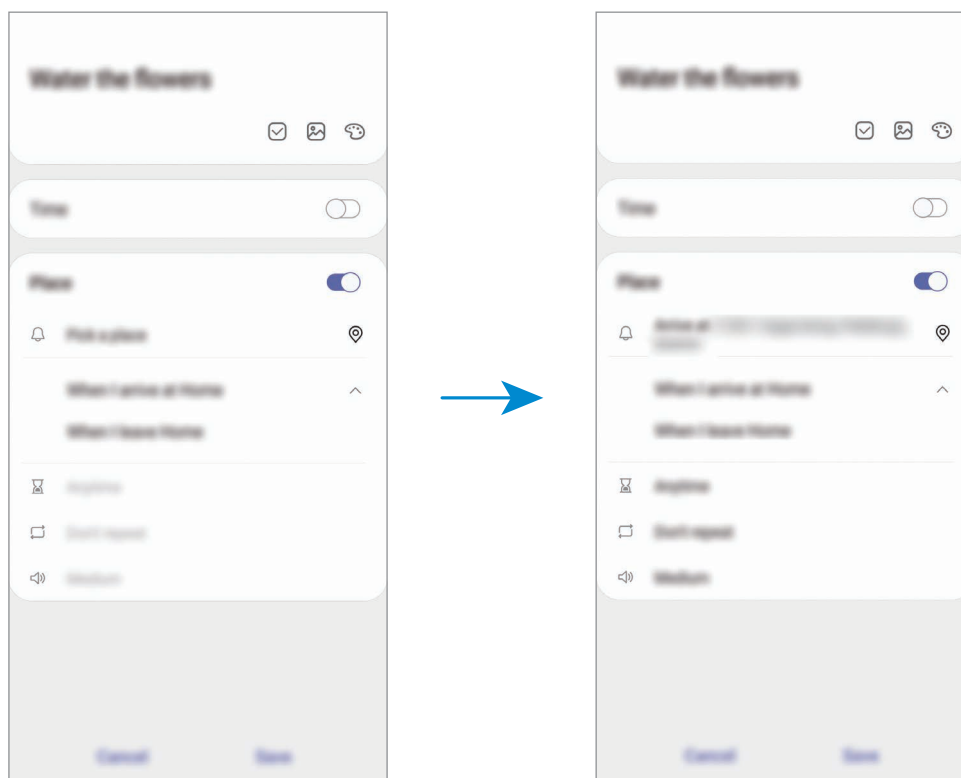 Water the flowers
Time
Place
Pick a place
When I arrive at Home
When I leave Home
Anytime
Don't repeat
Medium
Cancel
Save
Water the flowers
Time
Place
Arrive at
When I arrive at Home
When I leave Home
Anytime
Don't repeat
Medium
Cancel
Save